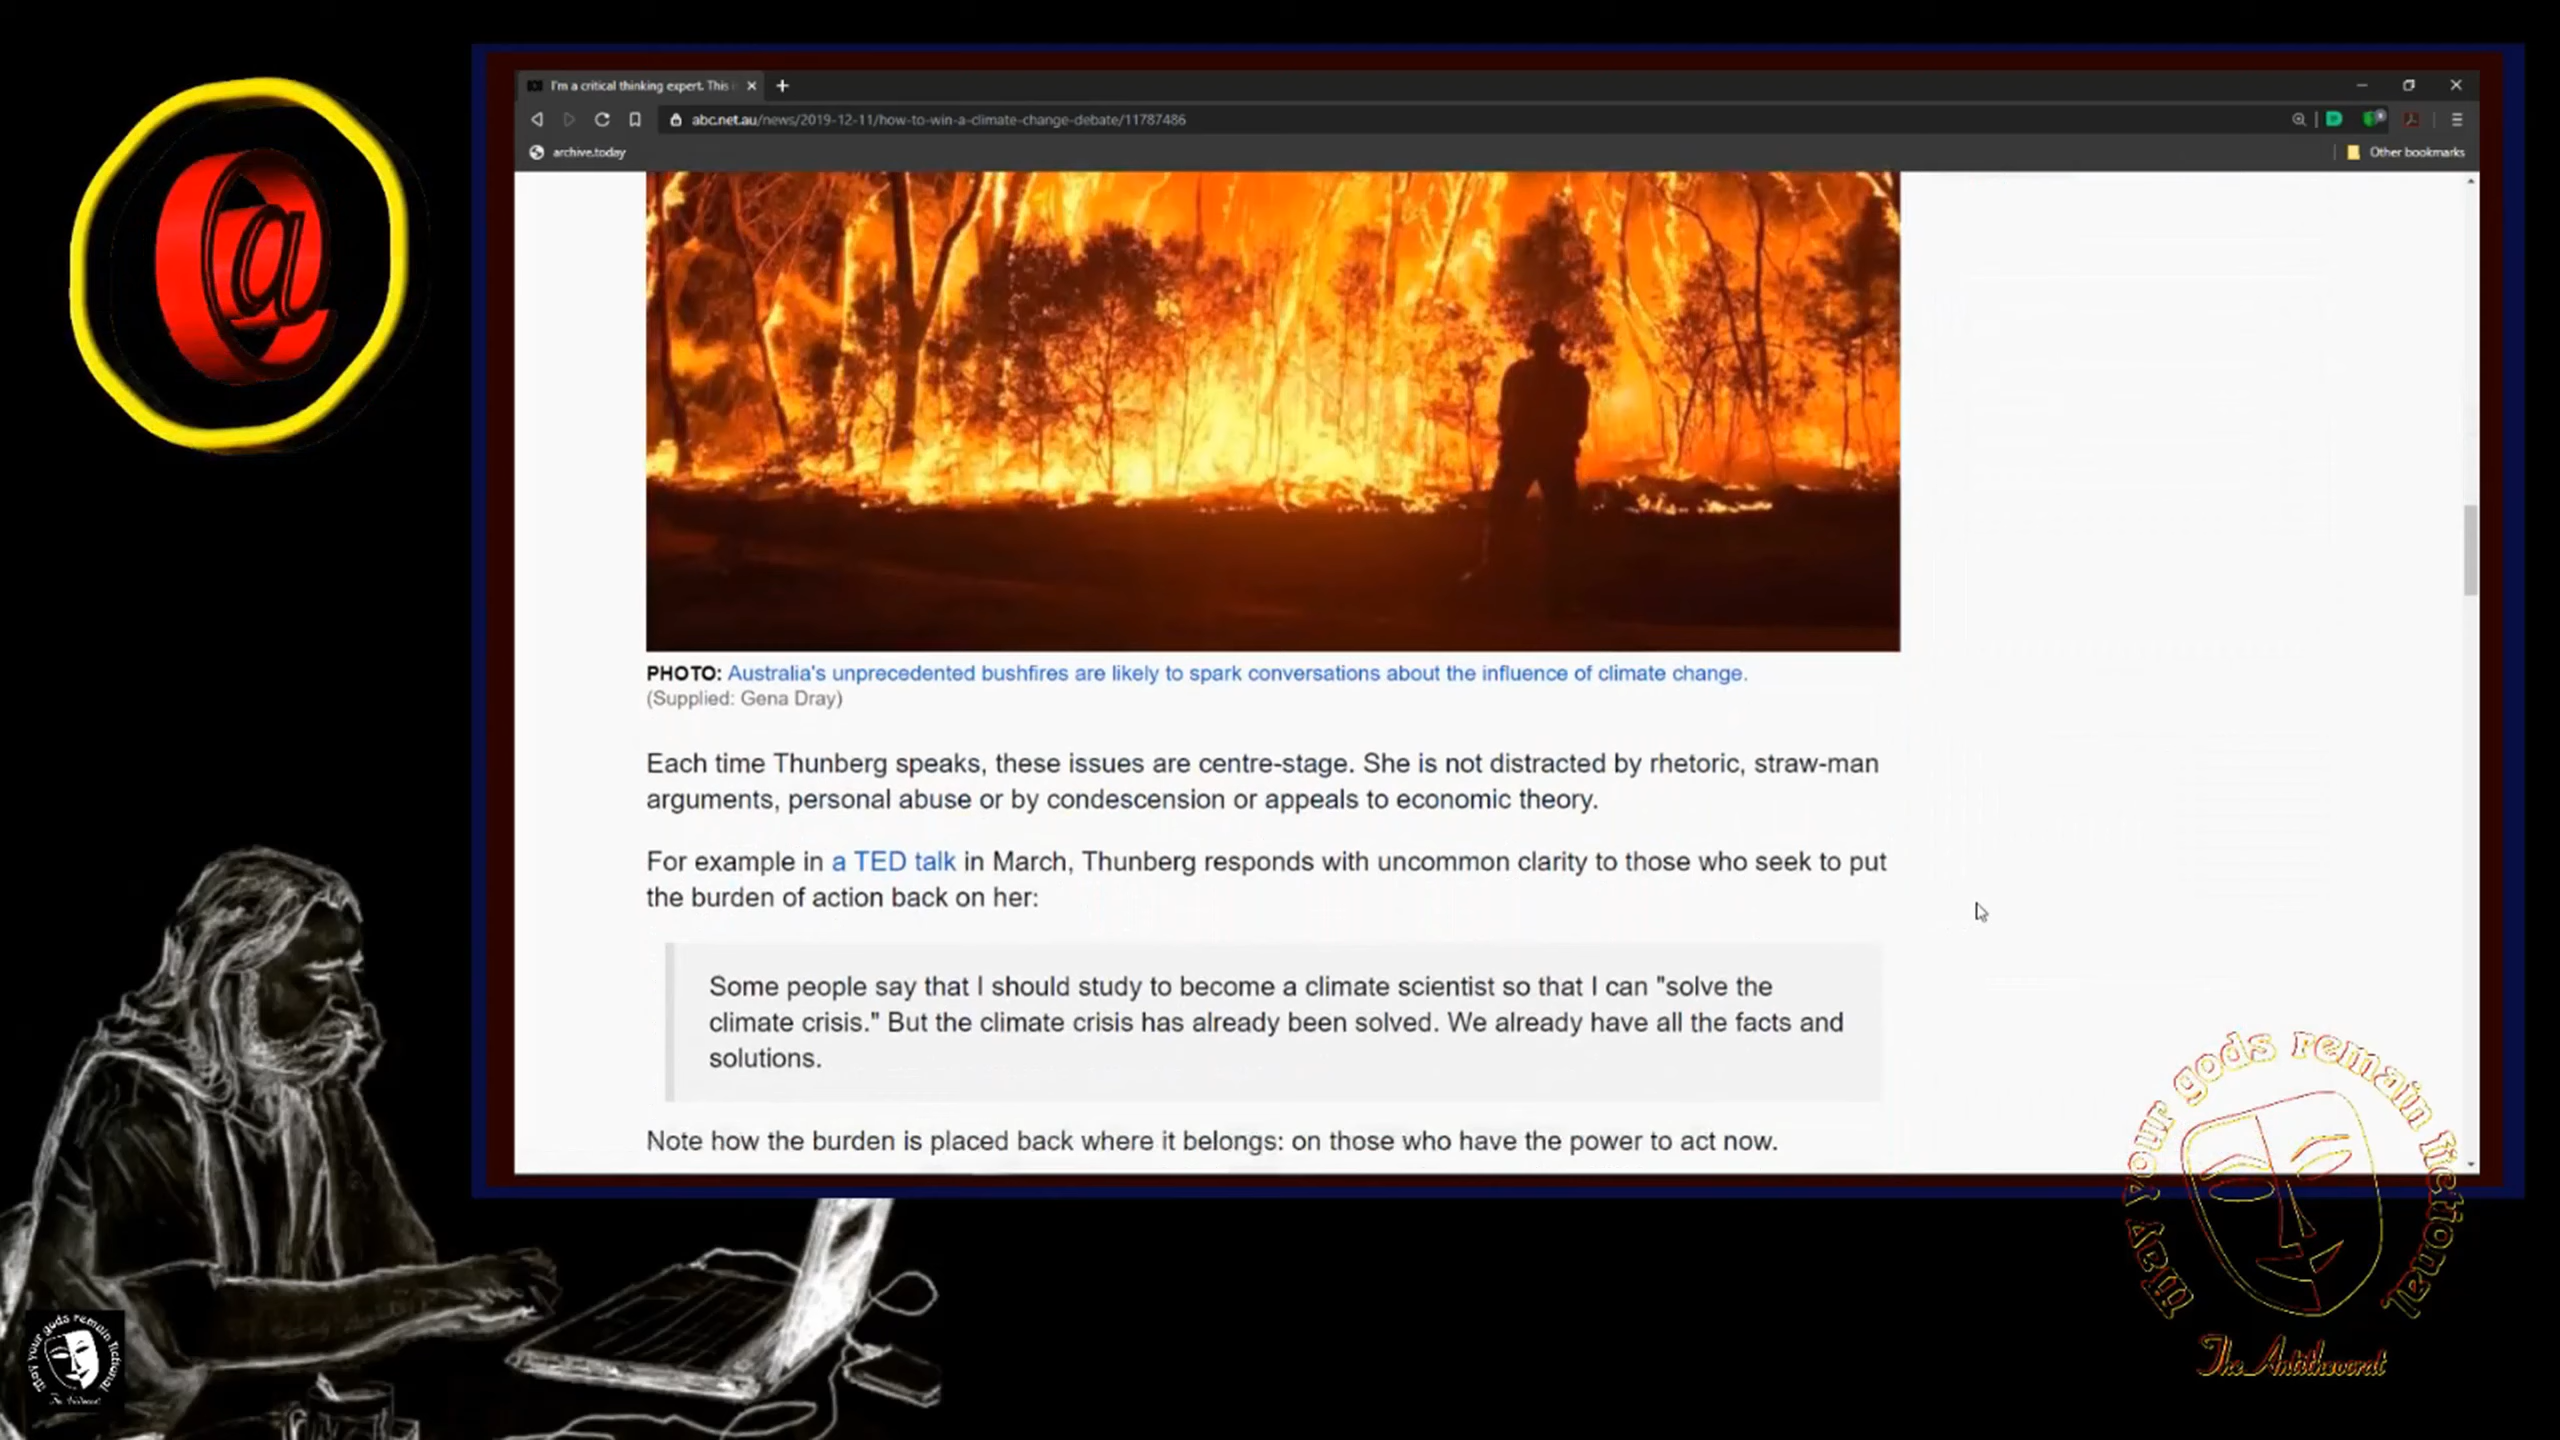 I'm a critical thinking expert. This i
abc.net.au/news/2019-12-11/how-to-win-a-climate-change-debate/11787486
archive.today
Other bookmarks
@
PHOTO: Australia's unprecedented bushfires are likely to spark conversations about the influence of climate change.
(Supplied: Gena Dray)
Each time Thunberg speaks, these issues are centre-stage. She is not distracted by rhetoric, straw-man
arguments, personal abuse or by condescension or appeals to economic theory.
For example in a TED talk in March, Thunberg responds with uncommon clarity to those who seek to put
the burden of action back on her:
Some people say that I should study to become a climate scientist so that I can "solve the
climate crisis." But the climate crisis has already been solved. We already have all the facts and
solutions.
Note how the burden is placed back where it belongs: on those who have the power to act now.
May your gods remain fictional
The Antitheocrat
May your gods remain fictional